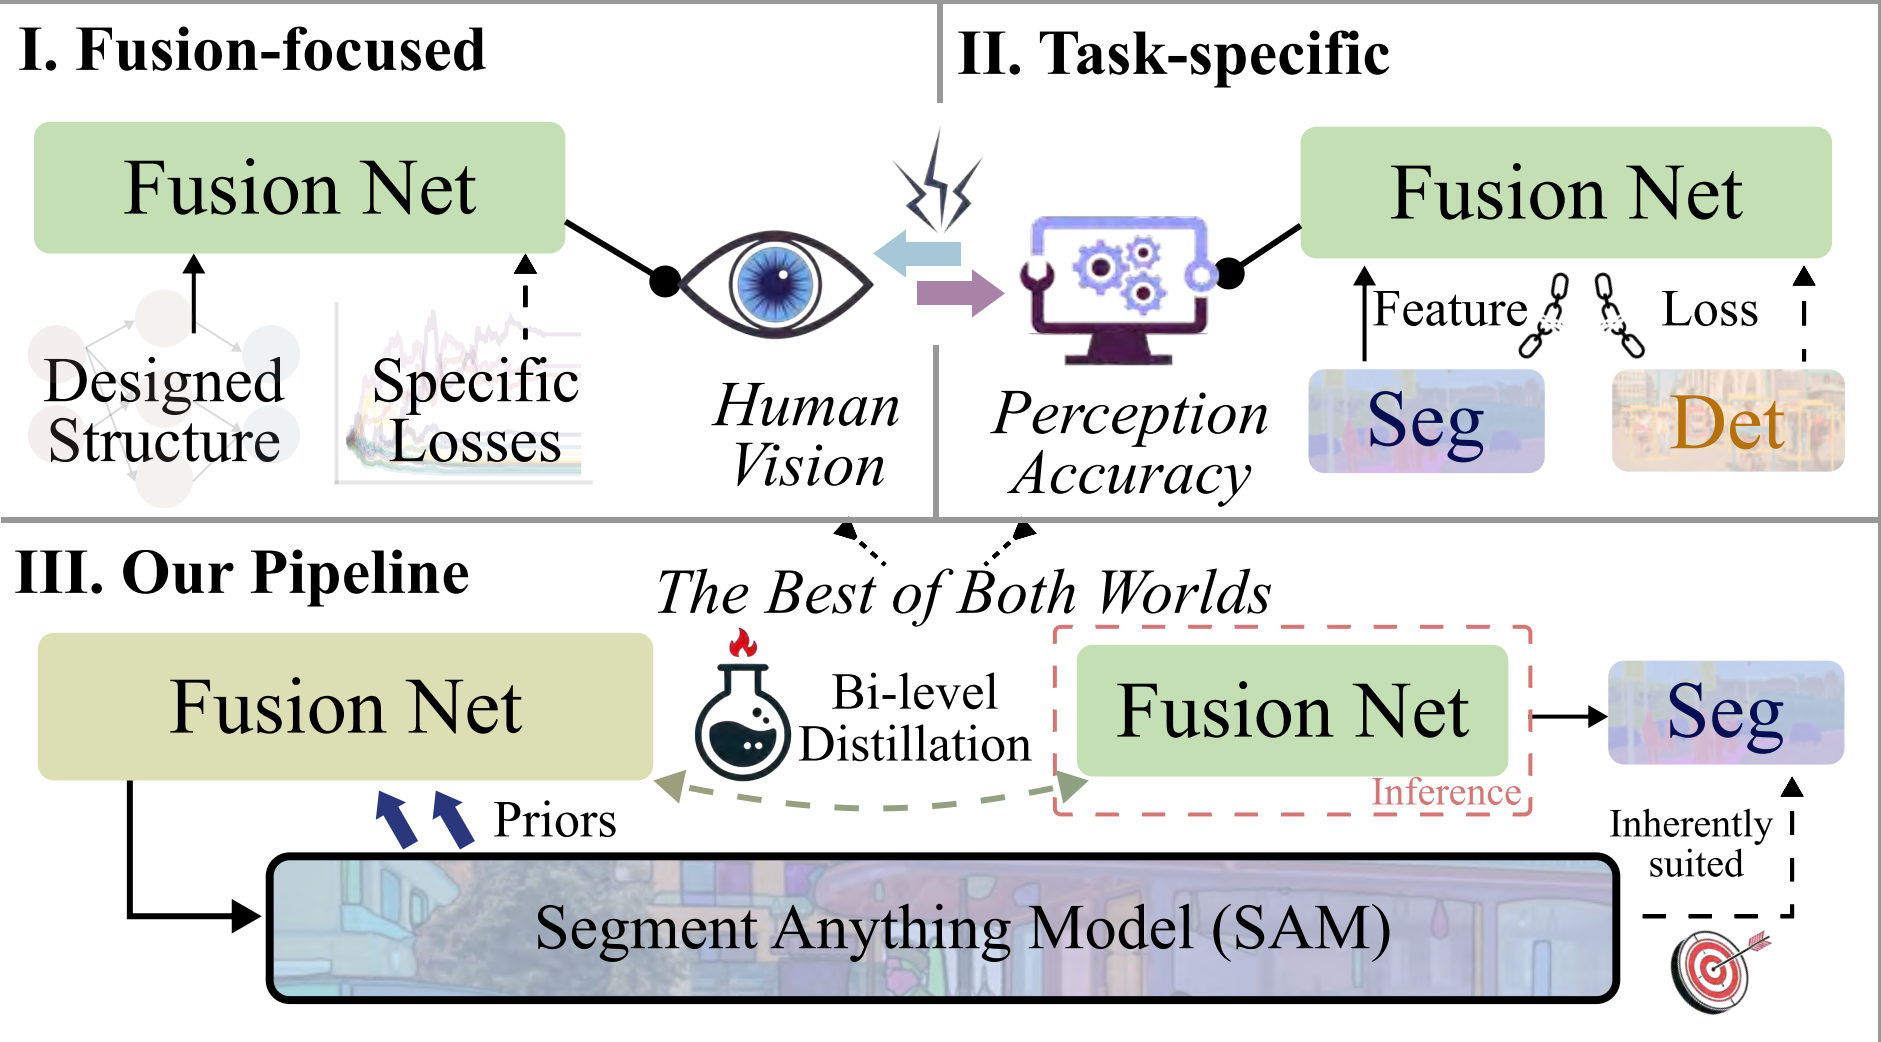 I. Fusion-focused
Fusion Net
Designed
Structure
Specific
Losses
Human
Vision
II. Task-specific
Fusion Net
Feature
Loss
Seg
Det
Perception
Accuracy
III. Our Pipeline
The Best of Both Worlds
Fusion Net
Bi-level
Distillation
Fusion Net
Inference
Seg
Priors
Inherently
suited
Segment Anything Model (SAM)